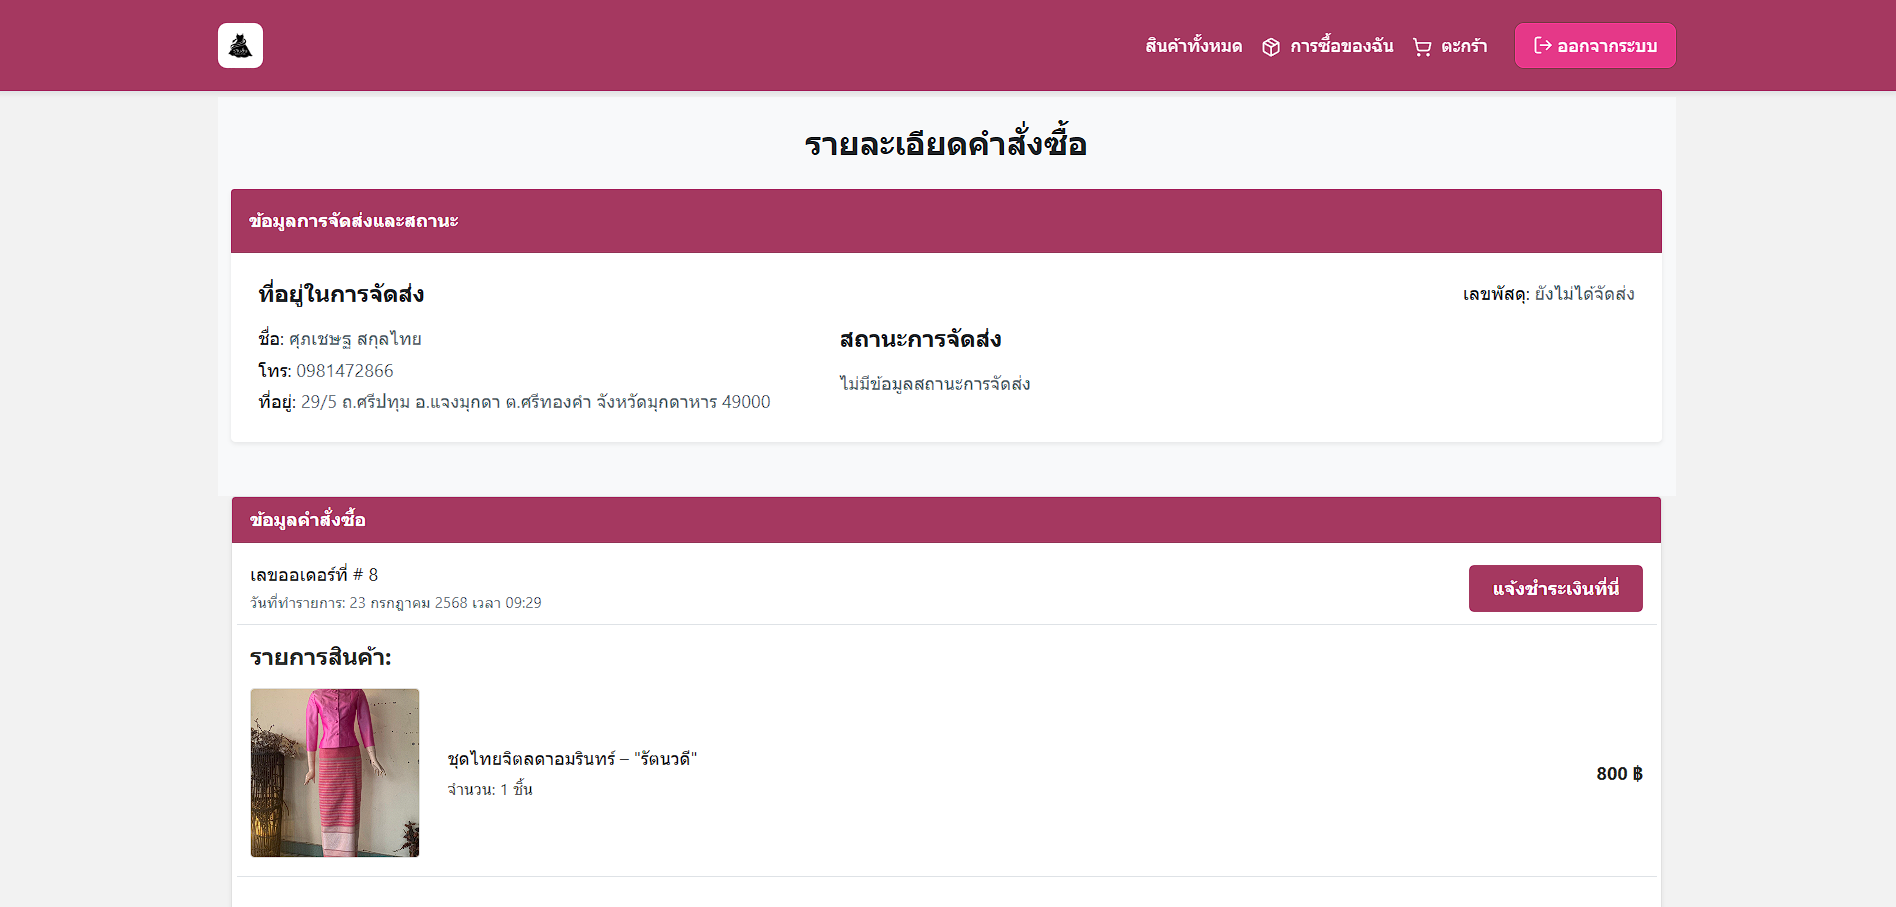 สินค้าทั้งหมด การซื้อของฉัน ตะกร้า ออกจากระบบ
รายละเอียดคำสั่งซื้อ
ข้อมูลการจัดส่งและสถานะ
ที่อยู่ในการจัดส่ง
เลขพัสดุ: ยังไม่ได้จัดส่ง
ชื่อ: ศุภเชษฐ สกุลไทย
โทร: 0981472866
ที่อยู่: 29/5 ถ.ศรีปทุม อ.แจงมุกดา ต.ศรีทองคำ จังหวัดมุกดาหาร 49000
สถานะการจัดส่ง
ไม่มีข้อมูลสถานะการจัดส่ง
ข้อมูลคำสั่งซื้อ
เลขออเดอร์ที่ # 8
วันที่ทำรายการ: 23 กรกฎาคม 2568 เวลา 09:29
แจ้งชำระเงินที่นี่
รายการสินค้า:
ชุดไทยจิตลดาอมรินทร์ – "รัตนวดี"
จำนวน: 1 ชิ้น
800 ฿